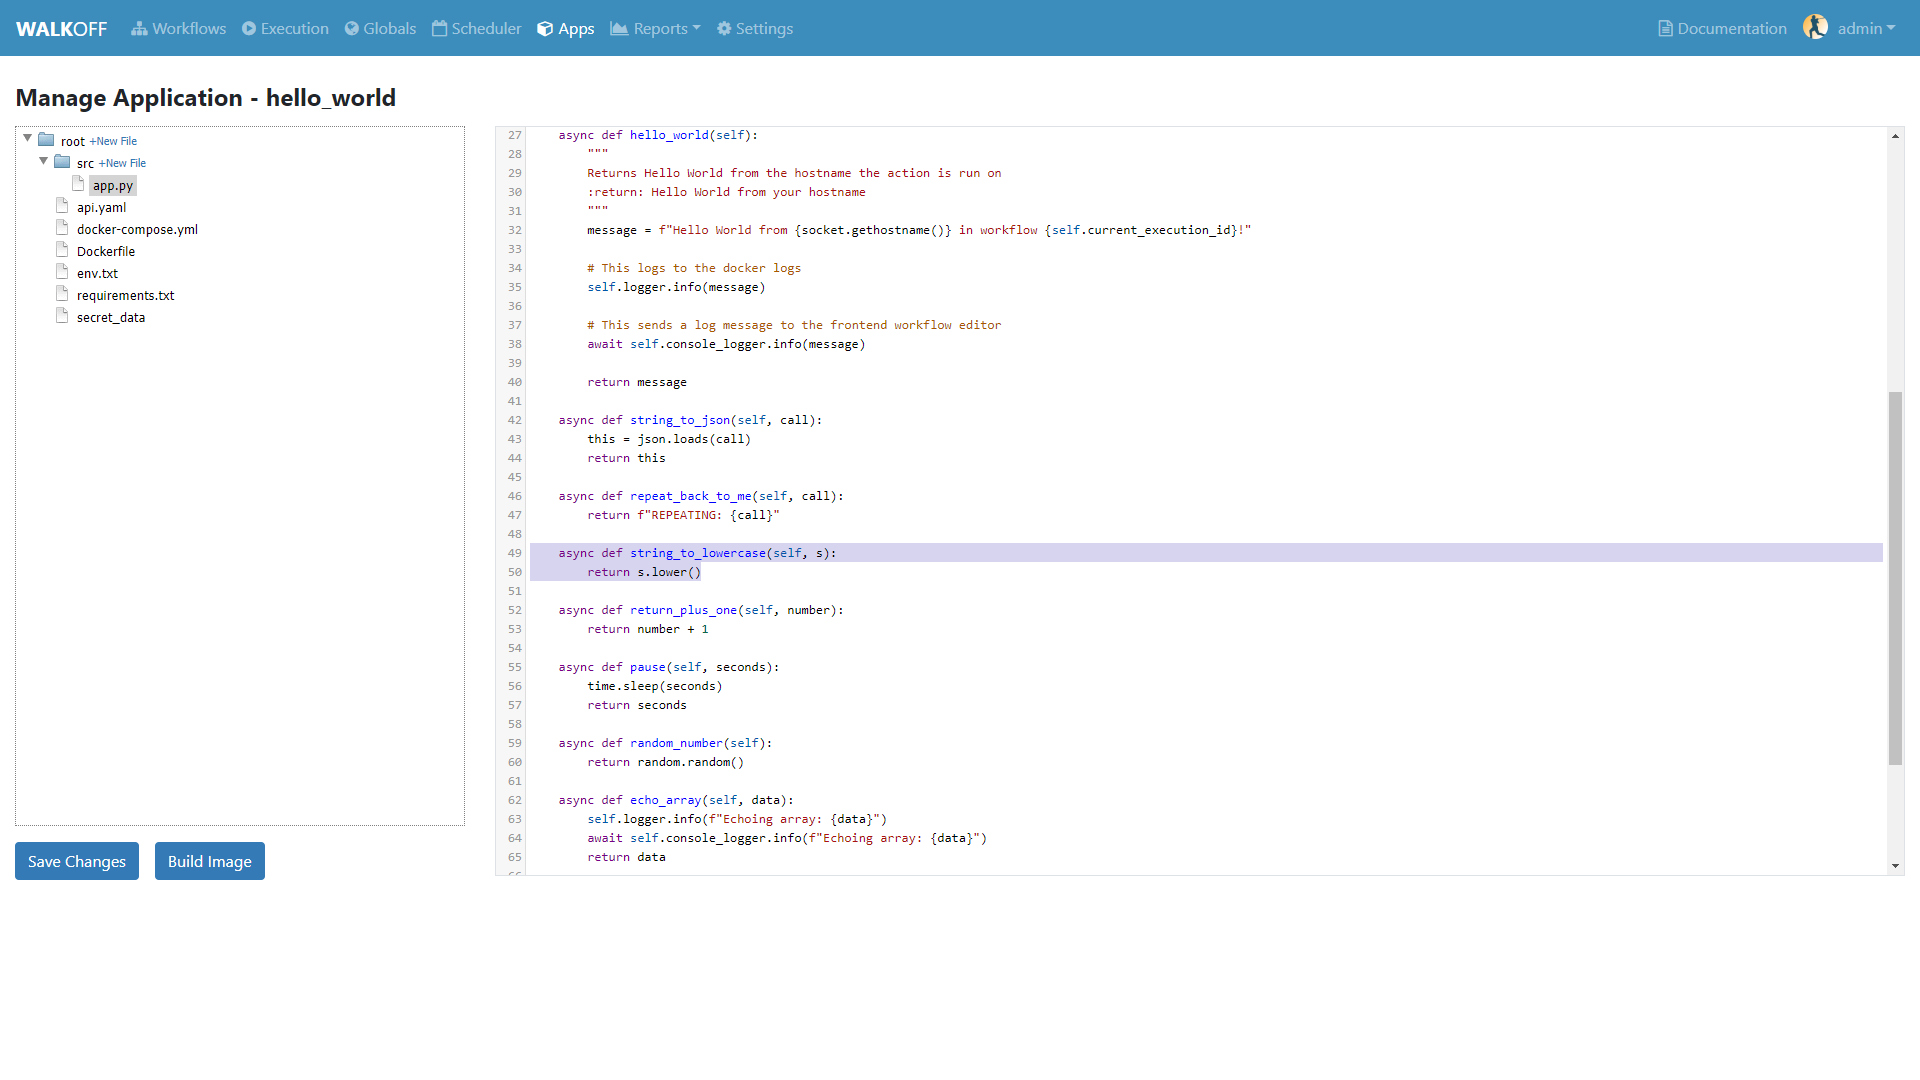 WALKOFF Workflows Execution Globals Scheduler Apps Reports Settings Documentation admin
Manage Application - hello_world
root +New File
src +New File
app.py
api.yaml
docker-compose.yml
Dockerfile
env.txt
requirements.txt
secret_data
Save Changes Build Image
27 async def hello_world(self):
28 """
29 Returns Hello World from the hostname the action is run on
30 :return: Hello World from your hostname
31 """
32 message = f"Hello World from {socket.gethostname()} in workflow {self.current_execution_id}!"
33
34 # This logs to the docker logs
35 self.logger.info(message)
36
37 # This sends a log message to the frontend workflow editor
38 await self.console_logger.info(message)
39
40 return message
41
42 async def string_to_json(self, call):
43 this = json.loads(call)
44 return this
45
46 async def repeat_back_to_me(self, call):
47 return f"REPEATING: {call}"
48
49 async def string_to_lowercase(self, s):
50 return s.lower()
51
52 async def return_plus_one(self, number):
53 return number + 1
54
55 async def pause(self, seconds):
56 time.sleep(seconds)
57 return seconds
58
59 async def random_number(self):
60 return random.random()
61
62 async def echo_array(self, data):
63 self.logger.info(f"Echoing array: {data}")
64 await self.console_logger.info(f"Echoing array: {data}")
65 return data